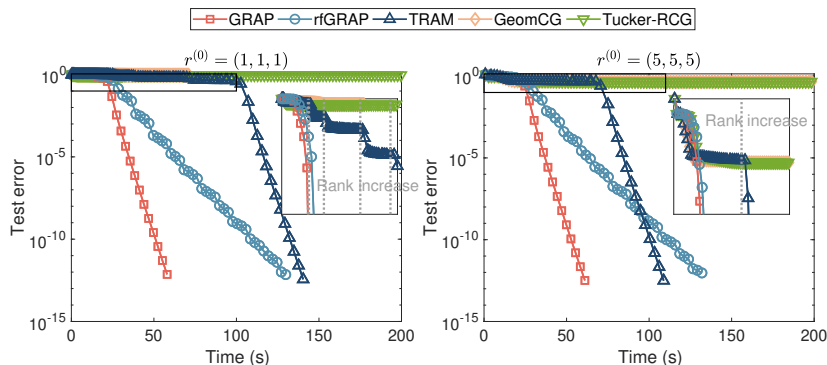 GRAP rfGRAP TRAM GeomCG Tucker-RCG
r^{(0)} = (1, 1, 1)
10^0
10^{-5}
10^{-10}
10^{-15}
Test error
Rank increase
0 50 100 150 200
Time (s)
r^{(0)} = (5, 5, 5)
10^0
10^{-5}
10^{-10}
10^{-15}
Test error
Rank increase
0 50 100 150 200
Time (s)